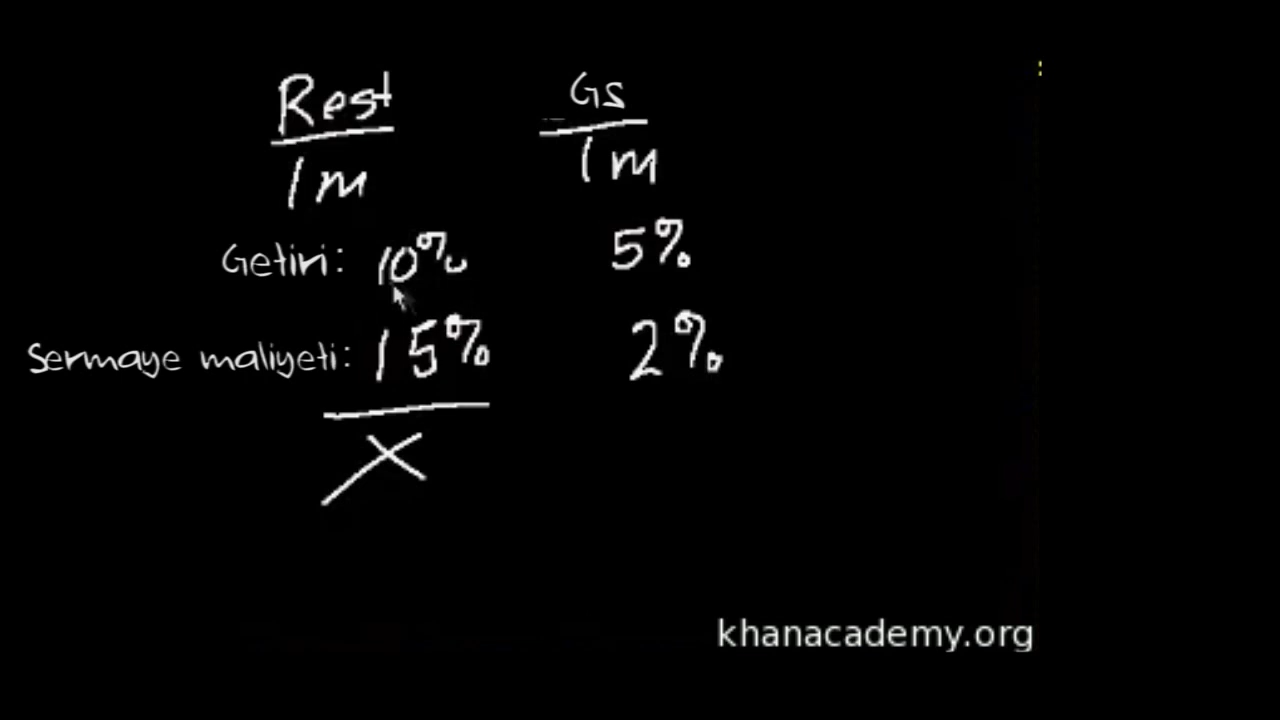 Rest Gs
1m 1m
Getiri: 10% 5%
Sermaye maliyeti: 15% 2%
X
khanacademy.org